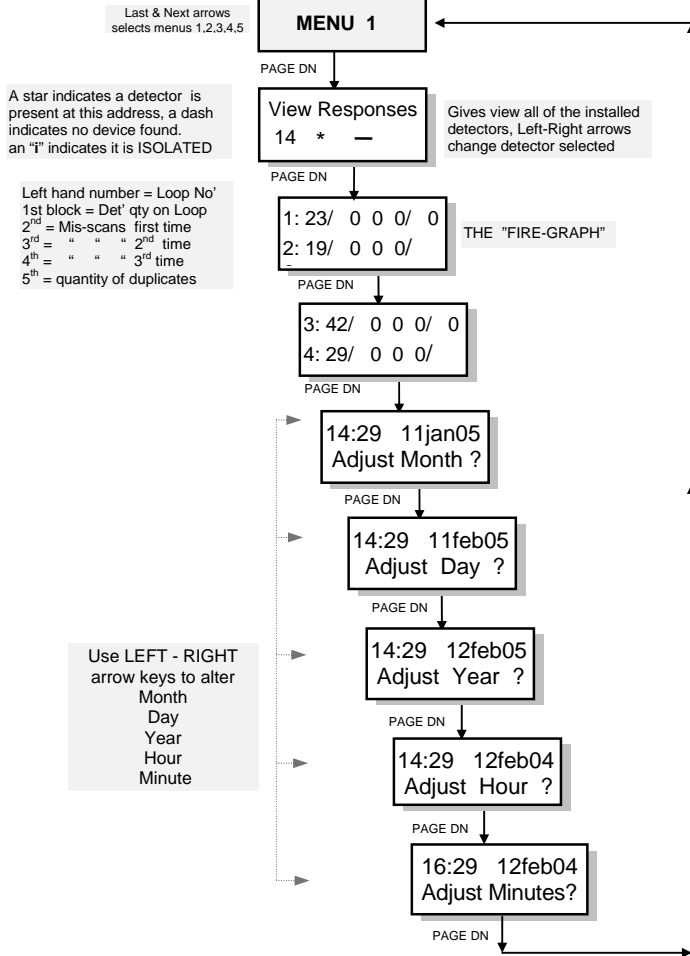 Last & Next arrows
selects menus 1,2,3,4,5
MENU 1
PAGE DN
A star indicates a detector is
present at this address, a dash
indicates no device found.
an “i” indicates it is ISOLATED
View Responses
14 * —
Gives view all of the installed
detectors, Left-Right arrows
change detector selected
PAGE DN
Left hand number = Loop No'
1st block = Det' qty on Loop
2nd = Mis-scans first time
3rd = “ “ “ 2nd time
4th = “ “ “ 3rd time
5th = quantity of duplicates
1: 23/ 0 0 0/ 0
2: 19/ 0 0 0/
THE "FIRE-GRAPH"
PAGE DN
3: 42/ 0 0 0/ 0
4: 29/ 0 0 0/
PAGE DN
14:29 11jan05
Adjust Month ?
PAGE DN
14:29 11feb05
Adjust Day ?
PAGE DN
Use LEFT - RIGHT
arrow keys to alter
Month
Day
Year
Hour
Minute
14:29 12feb05
Adjust Year ?
PAGE DN
14:29 12feb04
Adjust Hour ?
PAGE DN
16:29 12feb04
Adjust Minutes?
PAGE DN